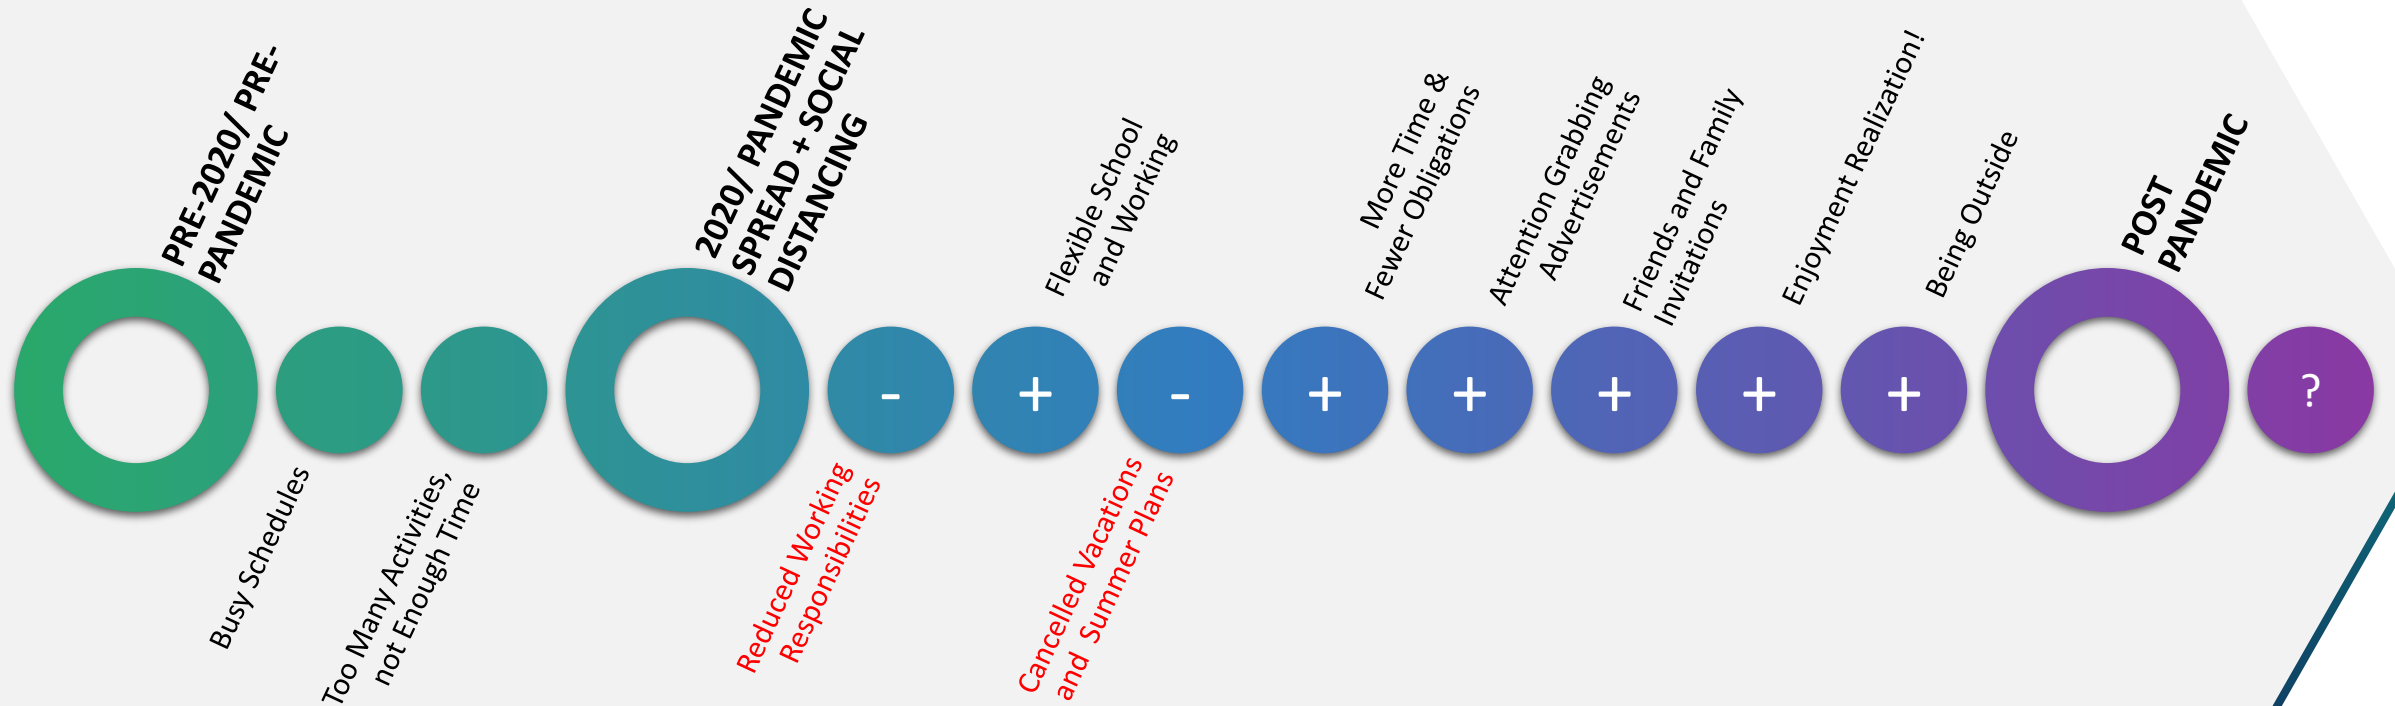 PRE-2020/ PRE-
PANDEMIC
Busy Schedules
Too Many Activities,
not Enough Time
2020/ PANDEMIC
SPREAD + SOCIAL
DISTANCING
-
Reduced Working
Responsibilities
+
Flexible School
and Working
-
Cancelled Vacations
and Summer Plans
+
More Time &
Fewer Obligations
+
Attention Grabbing
Advertisements
+
Friends and Family
Invitations
+
Enjoyment Realization!
+
Being Outside
POST
PANDEMIC
?